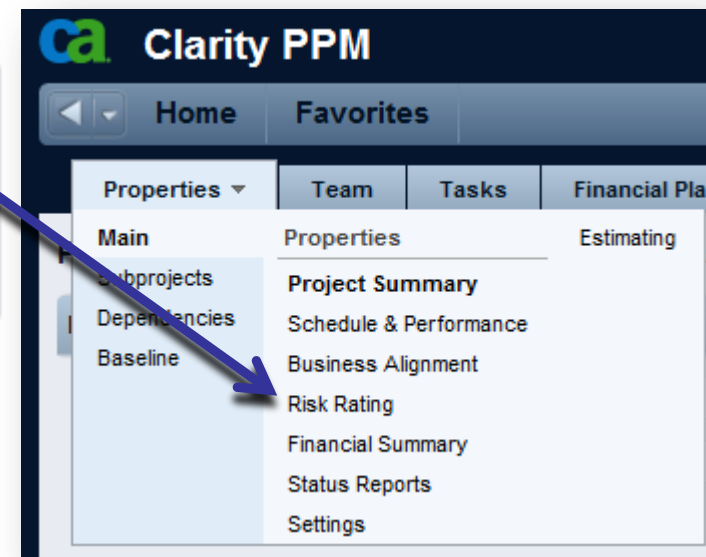 ca Clarity PPM
Home Favorites
Properties Team Tasks Financial Pla
Main
Subprojects
Dependencies
Baseline
Properties
Project Summary
Schedule & Performance
Business Alignment
Risk Rating
Financial Summary
Status Reports
Settings
Estimating